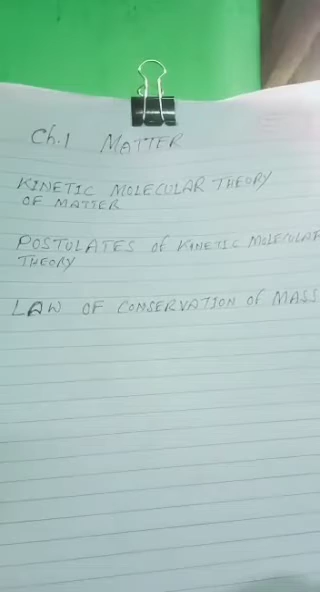 Ch.1 MATTER
KINETIC MOLECULAR THEORY
OF MATTER
POSTULATES of KINETIC MOLECULAR
THEORY
LAW OF CONSERVATION of MASS